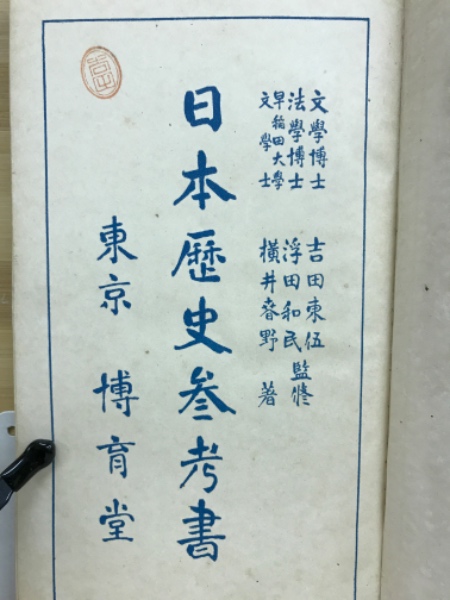 文學博士 吉田東伍
法學博士 浮田和民 監修
早稲田大學
文學士 横井春野 著
日本歷史参考書
東京 博育堂